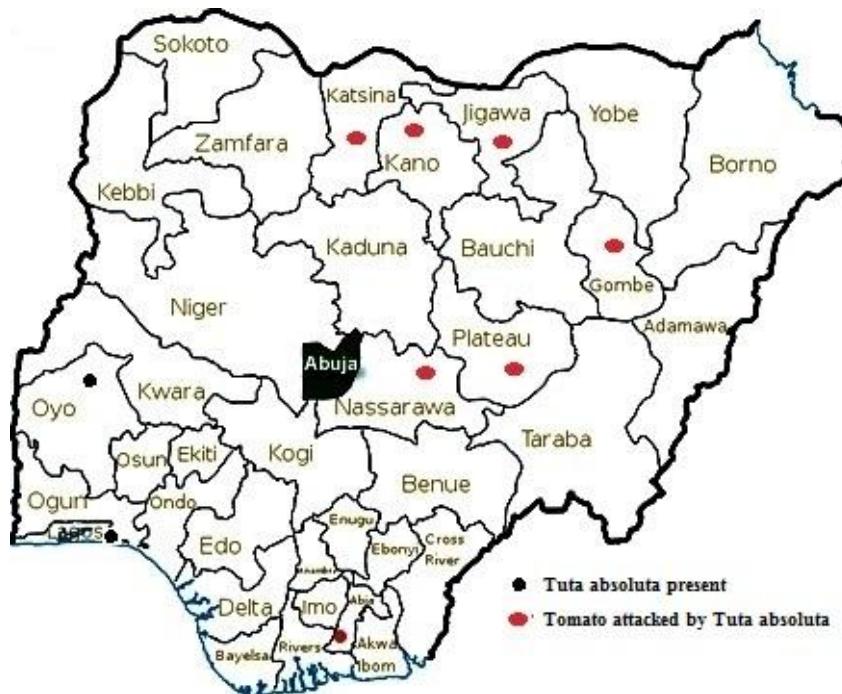 Sokoto
Katsina
Jigawa
Yobe
Zamfara
Kano
Borno
Kebbi
Kaduna
Bauchi
Gombe
Niger
Adamawa
Plateau
Abuja
Kwara
Nassarawa
Oyo
Taraba
Osun
Ekiti
Kogi
Benue
Ogun
Ondo
Enugu
Lagos
Edo
Ebonyi
Cross
River
Tuta absoluta present
Delta
Imo
Abia
Tomato attacked by Tuta absoluta
Bayelsa
Rivers
Akwa
Ibom